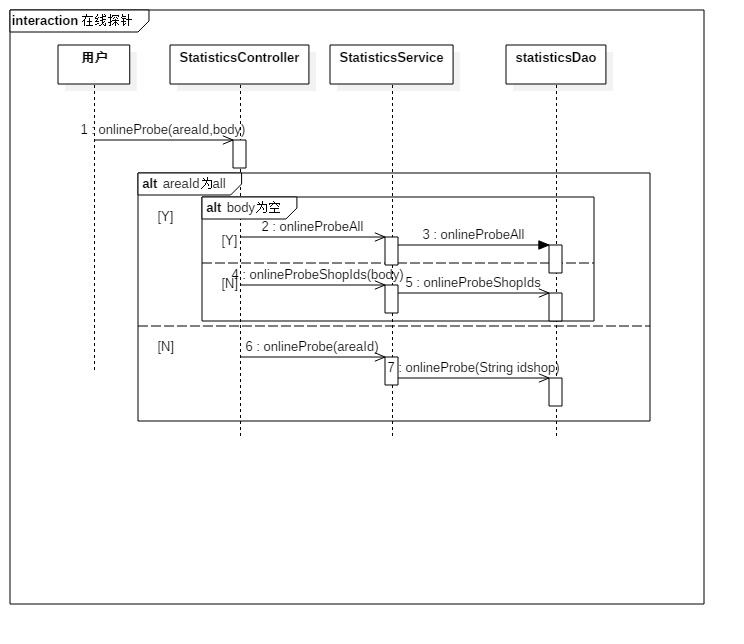 interaction 在线探针
用户
StatisticsController
StatisticsService
statisticsDao
1 : onlineProbe(areaId,body)
alt areaId为all
[Y]
alt body为空
[Y]
2 : onlineProbeAll
3 : onlineProbeAll
[N]
4 : onlineProbeShopIds(body)
5 : onlineProbeShopIds
[N]
6 : onlineProbe(areaId)
7 : onlineProbe(String idshop)